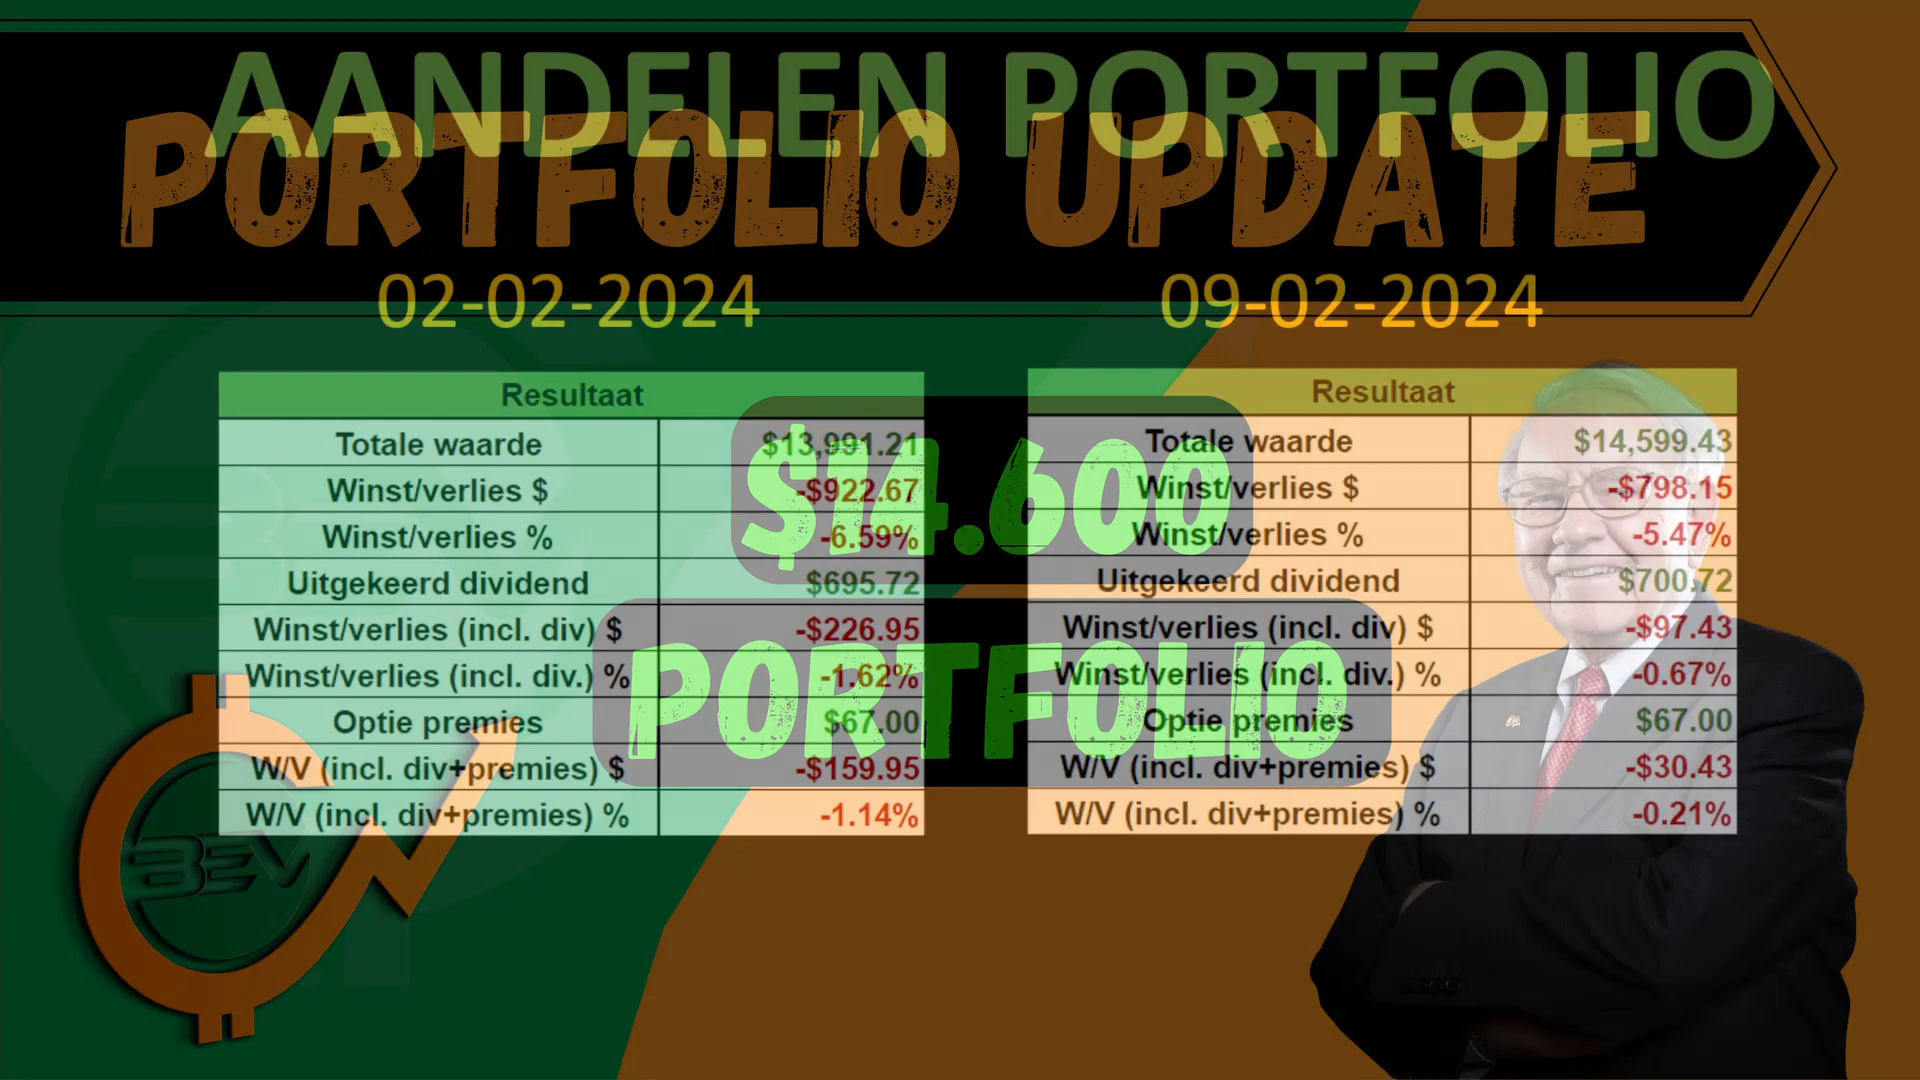 AANDELEN PORTFOLIO
PORTFOLIO UPDATE
02-02-2024
Resultaat
Totale waarde $13,991.21
Winst/verlies $ -$922.67
Winst/verlies % -6.59%
Uitgekeerd dividend $695.72
Winst/verlies (incl. div) $ -$226.95
Winst/verlies (incl. div.) % -1.62%
Optie premies $67.00
W/V (incl. div+premies) $ -$159.95
W/V (incl. div+premies) % -1.14%
09-02-2024
Resultaat
Totale waarde $14,599.43
Winst/verlies $ -$798.15
Winst/verlies % -5.47%
Uitgekeerd dividend $700.72
Winst/verlies (incl. div) $ -$97.43
Winst/verlies (incl. div.) % -0.67%
Optie premies $67.00
W/V (incl. div+premies) $ -$30.43
W/V (incl. div+premies) % -0.21%
$14.600
PORTFOLIO
BEV